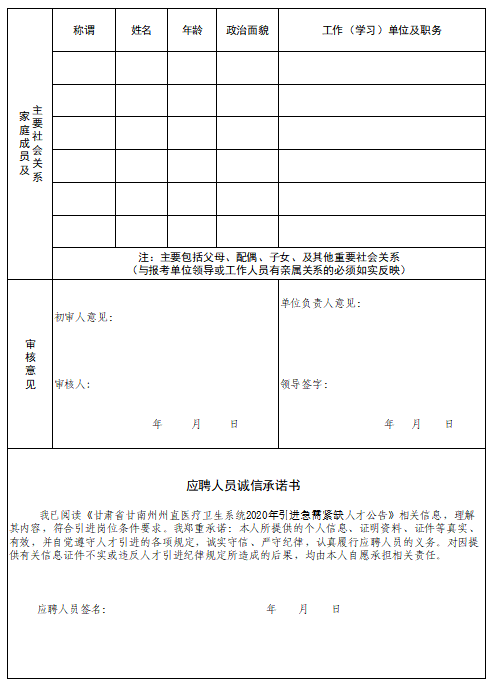 称谓 姓名 年龄 政治面貌 工作（学习）单位及职务
家庭成员及
主要社会关系
注：主要包括父母、配偶、子女、及其他重要社会关系
（与报考单位领导或工作人员有亲属关系的必须如实反映）
审核意见
初审人意见：
审核人：
年 月 日
单位负责人意见：
领导签字：
年 月 日
应聘人员诚信承诺书
我已阅读《甘肃省甘南州州直医疗卫生系统2020年引进急需紧缺人才公告》相关信息，理解
其内容，符合引进岗位条件要求。我郑重承诺：本人所提供的个人信息、证明资料、证件等真实、
有效，并自觉遵守人才引进的各项规定，诚实守信、严守纪律，认真履行应聘人员的义务。对因提
供有关信息证件不实或违反人才引进纪律规定所造成的后果，均由本人自愿承担相关责任。
应聘人员签名： 年 月 日